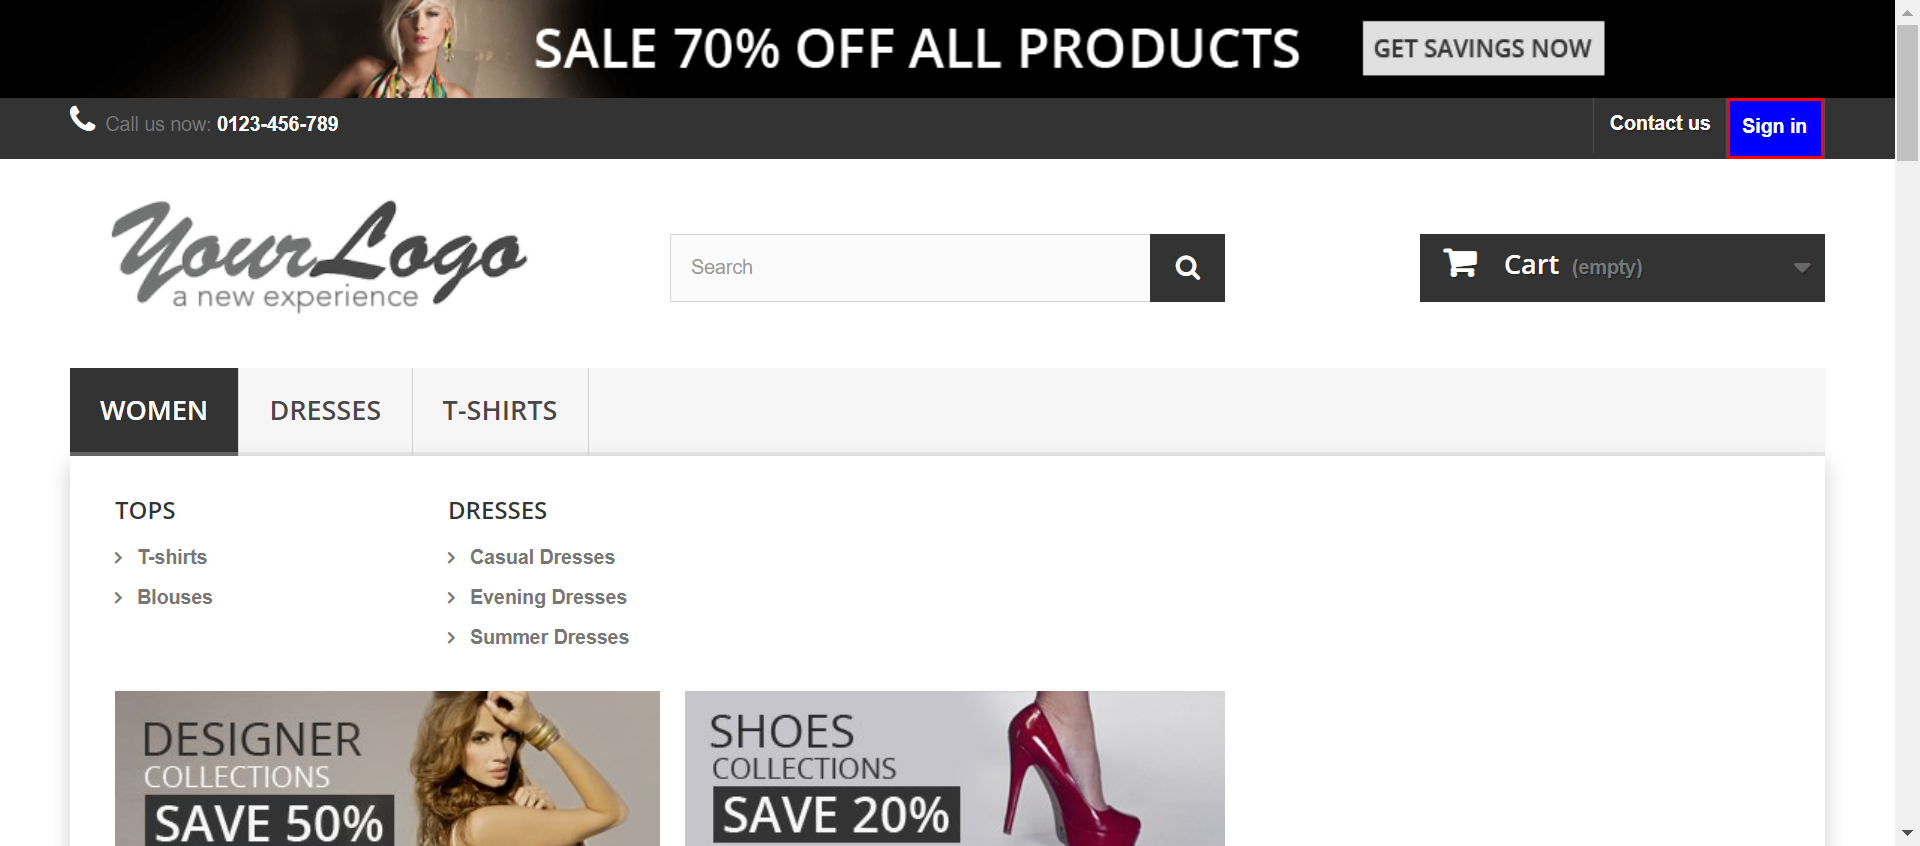 SALE 70% OFF ALL PRODUCTS
GET SAVINGS NOW
Call us now: 0123-456-789
Contact us
Sign in
YourLogo
a new experience
Search
Cart (empty)
WOMEN
DRESSES
T-SHIRTS
TOPS
T-shirts
Blouses
DRESSES
Casual Dresses
Evening Dresses
Summer Dresses
DESIGNER
COLLECTIONS
SAVE 50%
SHOES
COLLECTIONS
SAVE 20%